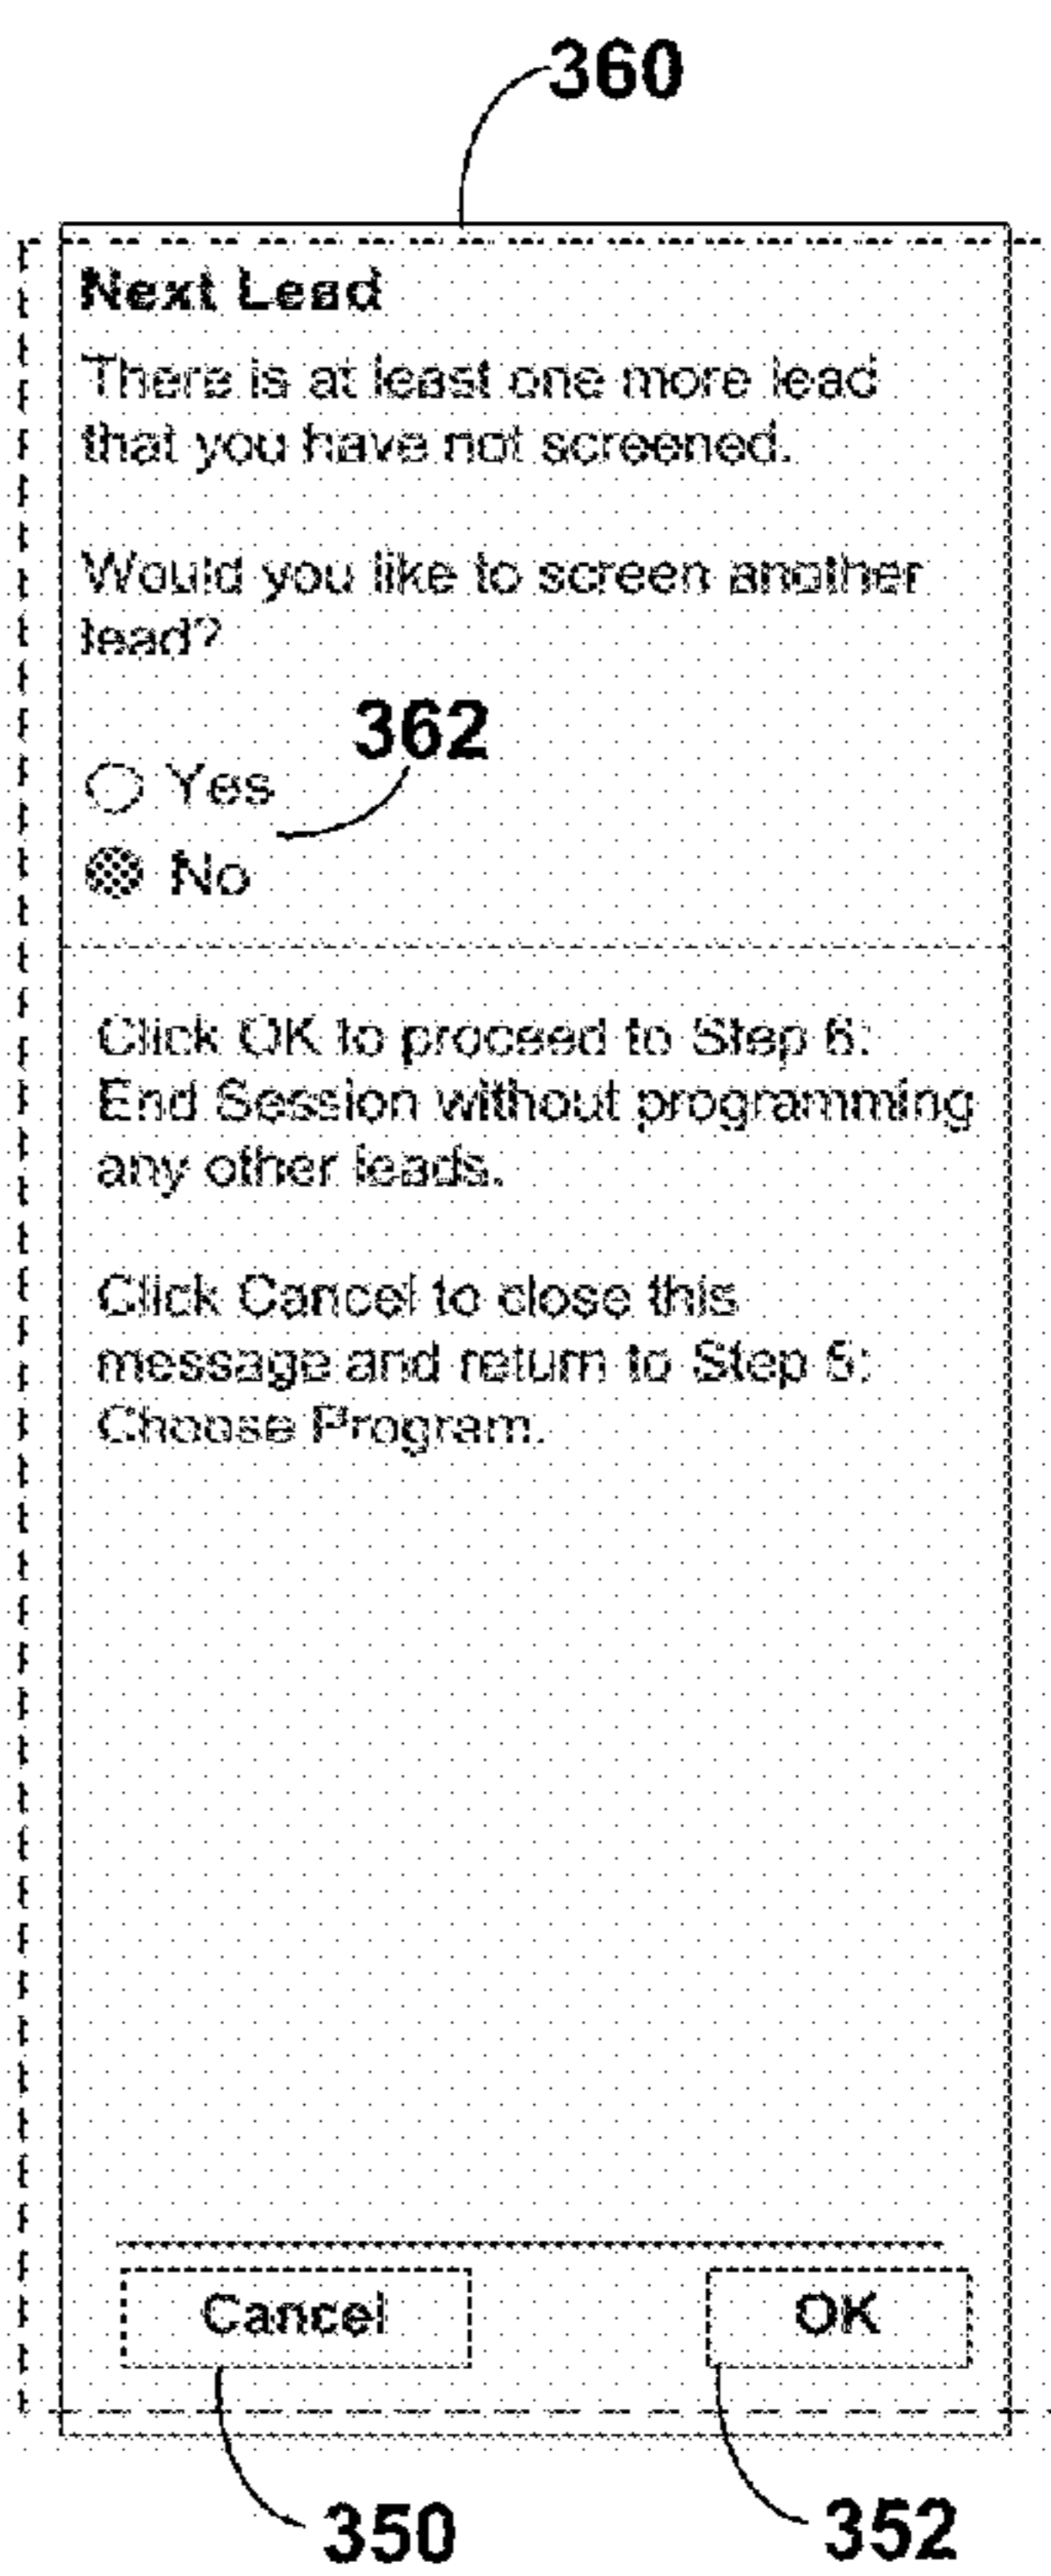 360
Next Lead
There is at least one more lead
that you have not screened.
Would you like to screen another
lead?
362
Yes
No
Click OK to proceed to Step 6:
End Session without programming
any other leads.
Click Cancel to close this
message and return to Step 5:
Choose Program.
Cancel
OK
350
352